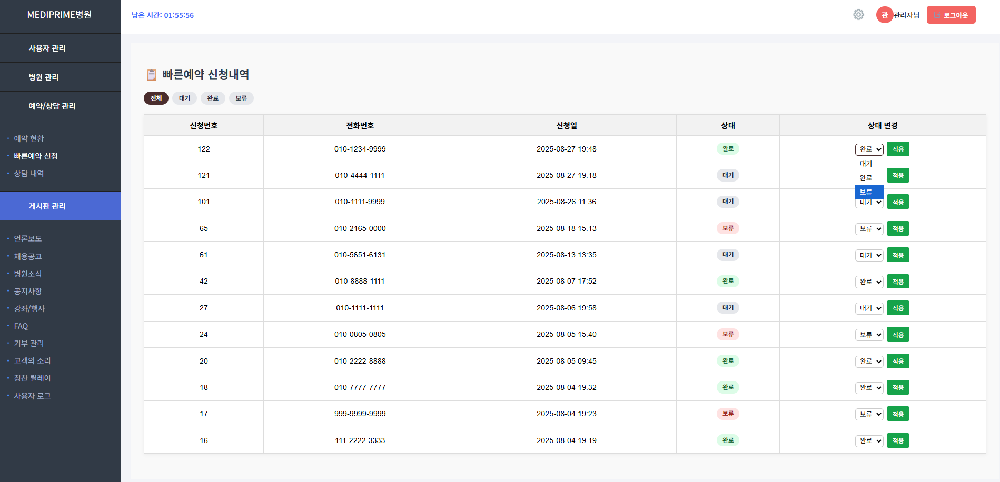 MEDIPRIME병원
사용자 관리
병원 관리
예약/상담 관리
예약 현황
빠른예약 신청
상담 내역
게시판 관리
언론보도
채용공고
병원소식
공지사항
강좌/행사
FAQ
기부 관리
고객의 소리
칭찬 릴레이
사용자 로그
남은 시간: 01:55:56
관 관리자님 로그아웃
빠른예약 신청내역
전체 대기 완료 보류
신청번호 전화번호 신청일 상태 상태 변경
122 010-1234-9999 2025-08-27 19:48 완료 완료 적용
대기
완료
보류
121 010-4444-1111 2025-08-27 19:18 대기 적용
101 010-1111-9999 2025-08-26 11:36 대기 대기 적용
65 010-2165-0000 2025-08-18 15:13 보류 보류 적용
61 010-5651-6131 2025-08-13 13:35 대기 대기 적용
42 010-8888-1111 2025-08-07 17:52 완료 완료 적용
27 010-1111-1111 2025-08-06 19:58 대기 대기 적용
24 010-0805-0805 2025-08-05 15:40 보류 보류 적용
20 010-2222-8888 2025-08-05 09:45 완료 완료 적용
18 010-7777-7777 2025-08-04 19:32 완료 완료 적용
17 999-9999-9999 2025-08-04 19:23 보류 보류 적용
16 111-2222-3333 2025-08-04 19:19 완료 완료 적용